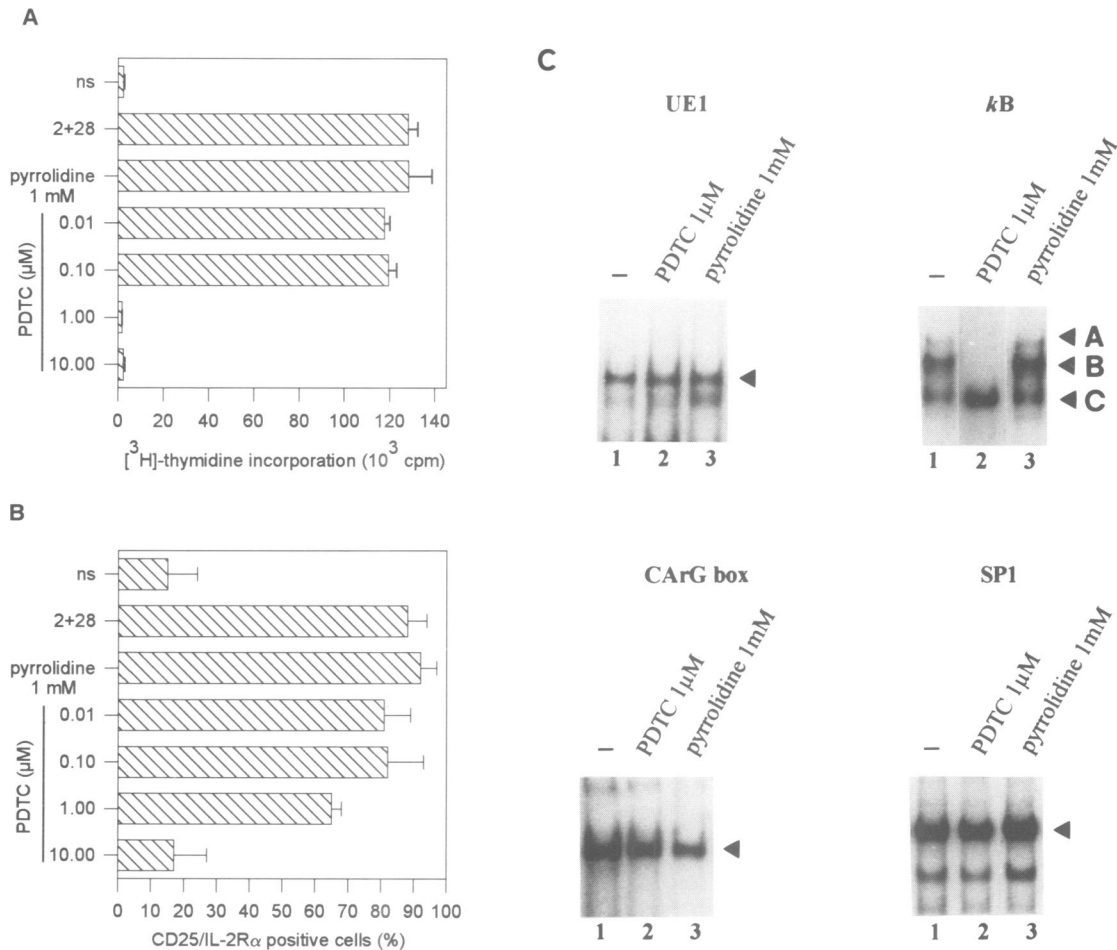 A
ns
2+28
pyrrolidine
1 mM
PDTC (µM)
0.01
0.10
1.00
10.00
0 20 40 60 80 100 120 140
[³H]-thymidine incorporation (10³ cpm)
B
ns
2+28
pyrrolidine
1 mM
PDTC (µM)
0.01
0.10
1.00
10.00
0 10 20 30 40 50 60 70 80 90 100
CD25/IL-2Rα positive cells (%)
C
UE1
– PDTC 1µM pyrrolidine 1mM
1 2 3
kB
– PDTC 1µM pyrrolidine 1mM
A
B
C
1 2 3
CArG box
– PDTC 1µM pyrrolidine 1mM
1 2 3
SP1
– PDTC 1µM pyrrolidine 1mM
1 2 3